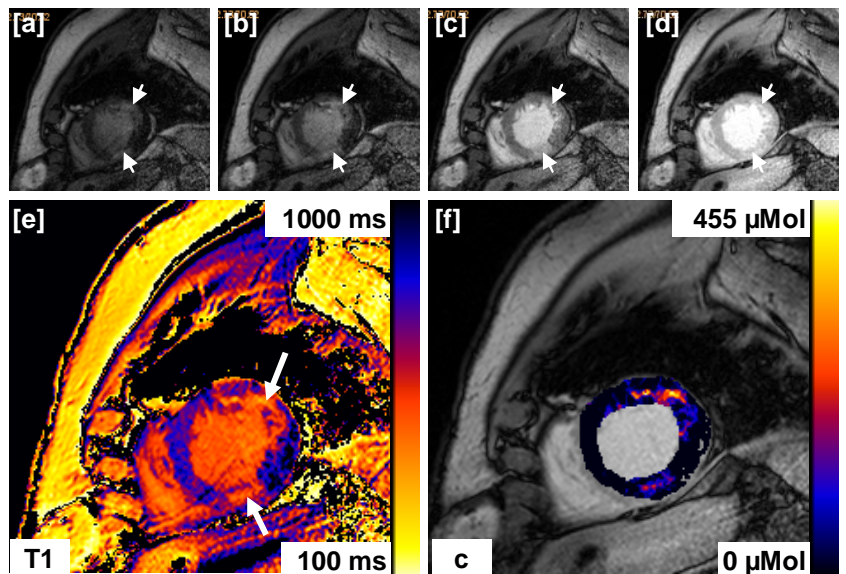 [a]
[b]
[c]
[d]
[e]
1000 ms
T1
100 ms
[f]
455 µMol
c
0 µMol